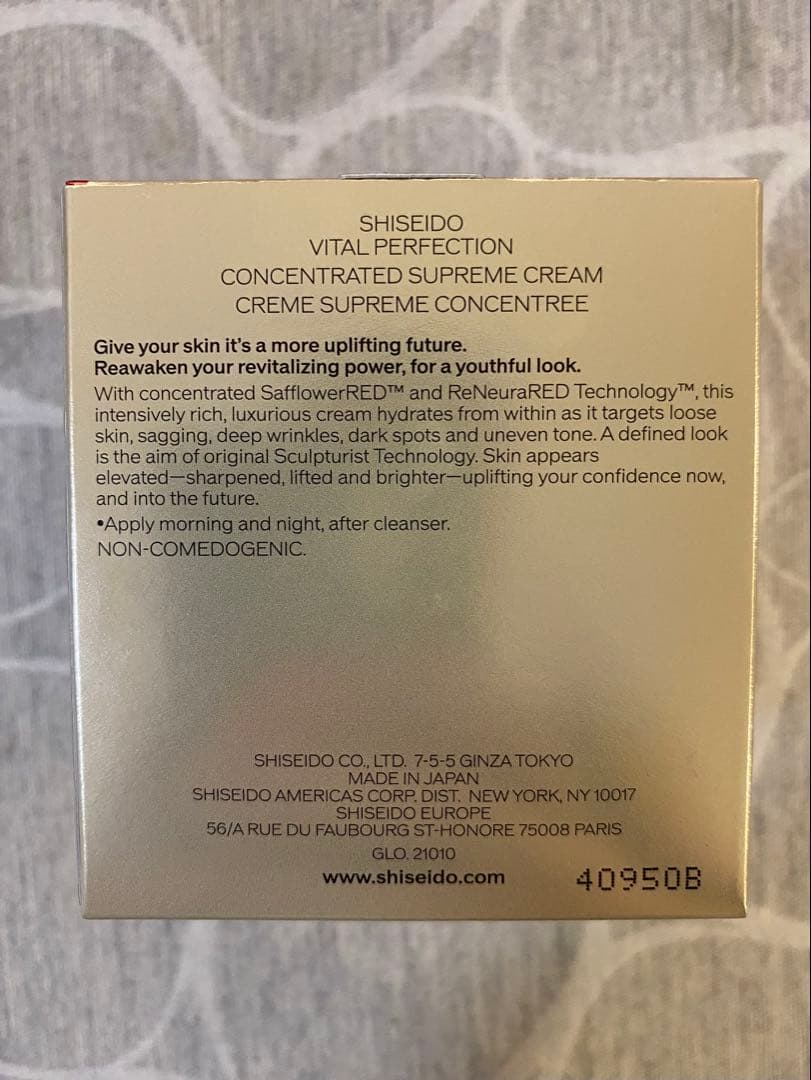 SHISEIDO
VITAL PERFECTION
CONCENTRATED SUPREME CREAM
CREME SUPREME CONCENTREE
Give your skin it's a more uplifting future.
Reawaken your revitalizing power, for a youthful look.
With concentrated SafflowerRED™ and ReNeuraRED Technology™, this
intensively rich, luxurious cream hydrates from within as it targets loose
skin, sagging, deep wrinkles, dark spots and uneven tone. A defined look
is the aim of original Sculpturist Technology. Skin appears
elevated—sharpened, lifted and brighter—uplifting your confidence now,
and into the future.
•Apply morning and night, after cleanser.
NON-COMEDOGENIC.
SHISEIDO CO., LTD. 7-5-5 GINZA TOKYO
MADE IN JAPAN
SHISEIDO AMERICAS CORP. DIST. NEW YORK, NY 10017
SHISEIDO EUROPE
56/A RUE DU FAUBOURG ST-HONORE 75008 PARIS
GLO. 21010
www.shiseido.com
40950B